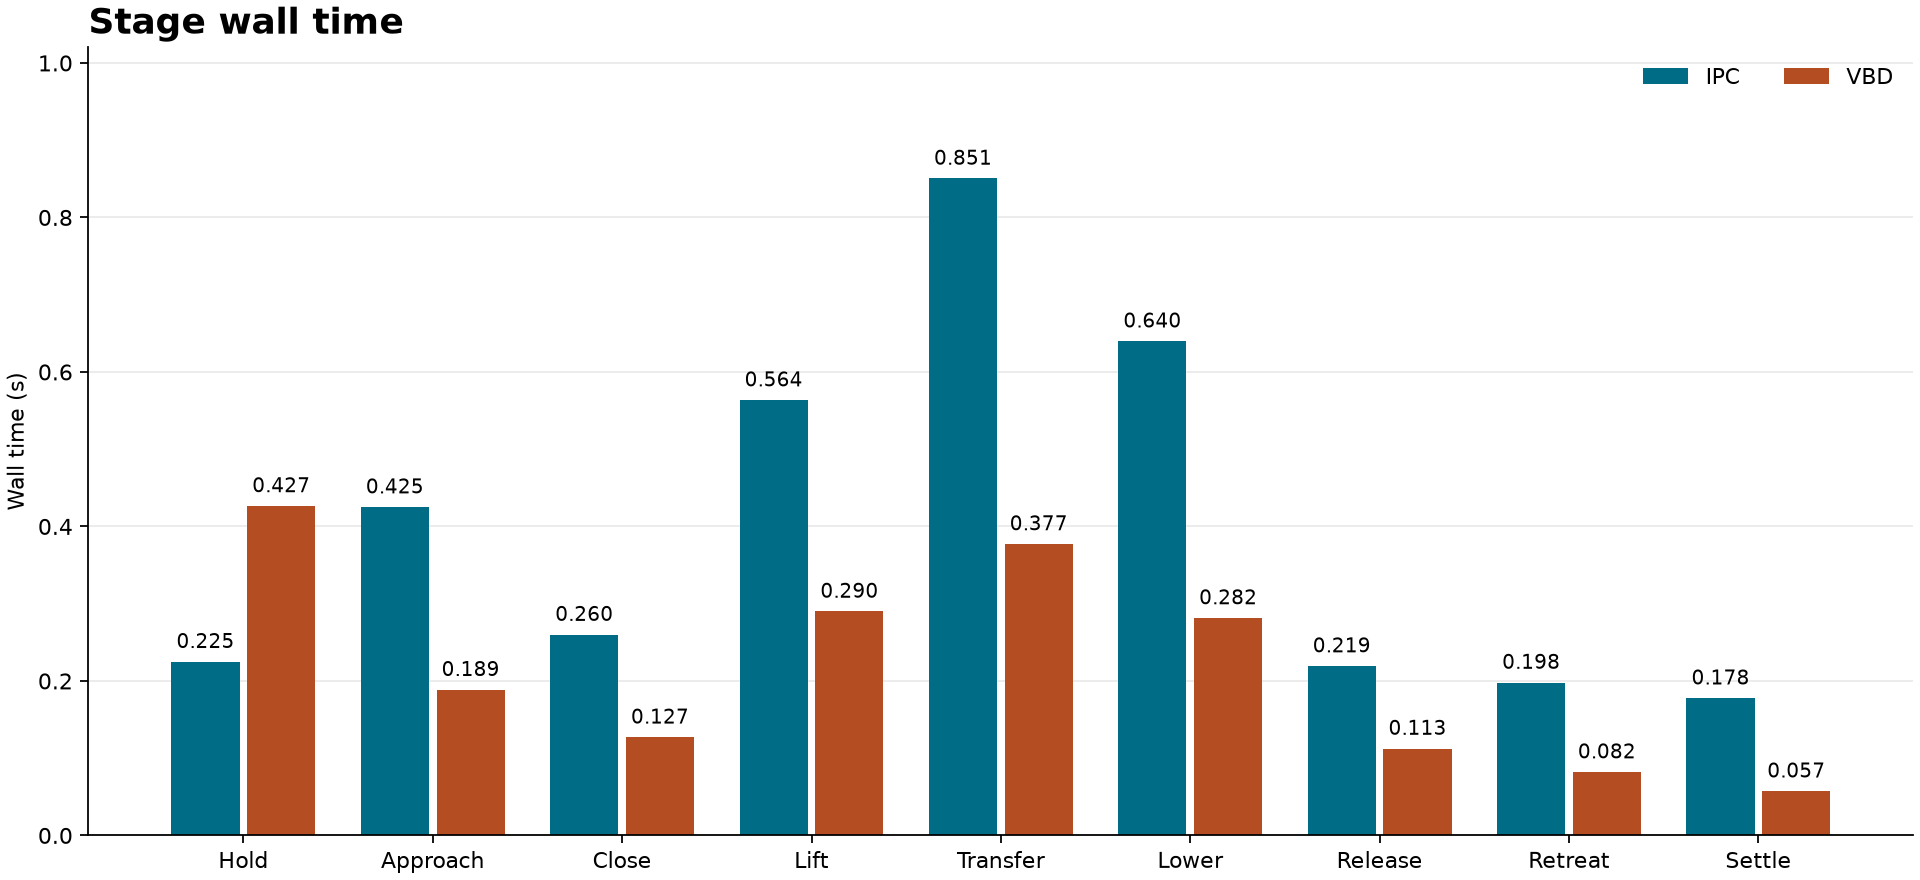 Stage wall time
IPC
VBD
Wall time (s)
1.0
0.8
0.6
0.4
0.2
0.0
0.225
0.427
0.425
0.189
0.260
0.127
0.564
0.290
0.851
0.377
0.640
0.282
0.219
0.113
0.198
0.082
0.178
0.057
Hold
Approach
Close
Lift
Transfer
Lower
Release
Retreat
Settle